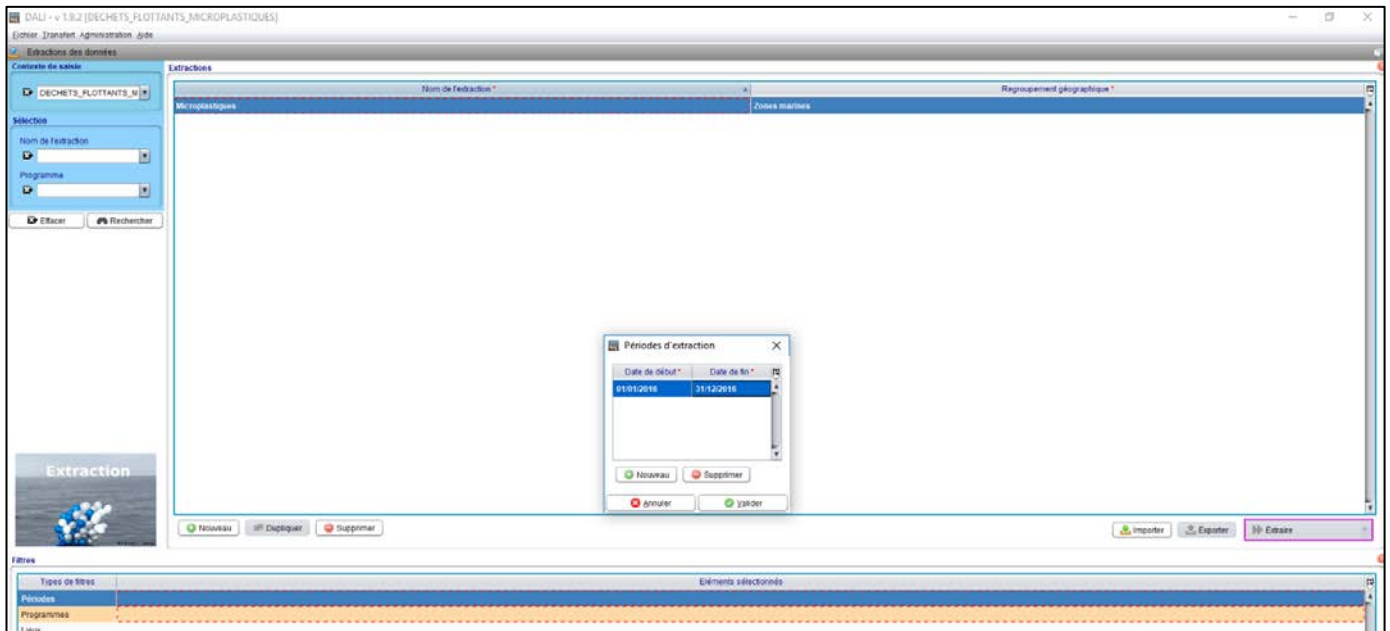 DALI - v 1.9.2 [DECHETS_FLOTTANTS_MICROPLASTIQUES]
Fichier Transfert Administration Aide
Extractions des données
Contexte de saisie
DECHETS_FLOTTANTS_M
Sélection
Nom de l'extraction
Programme
Effacer Rechercher
Extraction
Extractions
Nom de l'extraction * Regroupement géographique *
Microplastiques Zones marines
Périodes d'extraction
Date de début * Date de fin *
01/01/2016 31/12/2016
Nouveau Supprimer
Annuler Valider
Nouveau Dupliquer Supprimer
Importer Exporter Extraire
Filtres
Types de filtres Eléments sélectionnés
Périodes
Programmes
Lieux